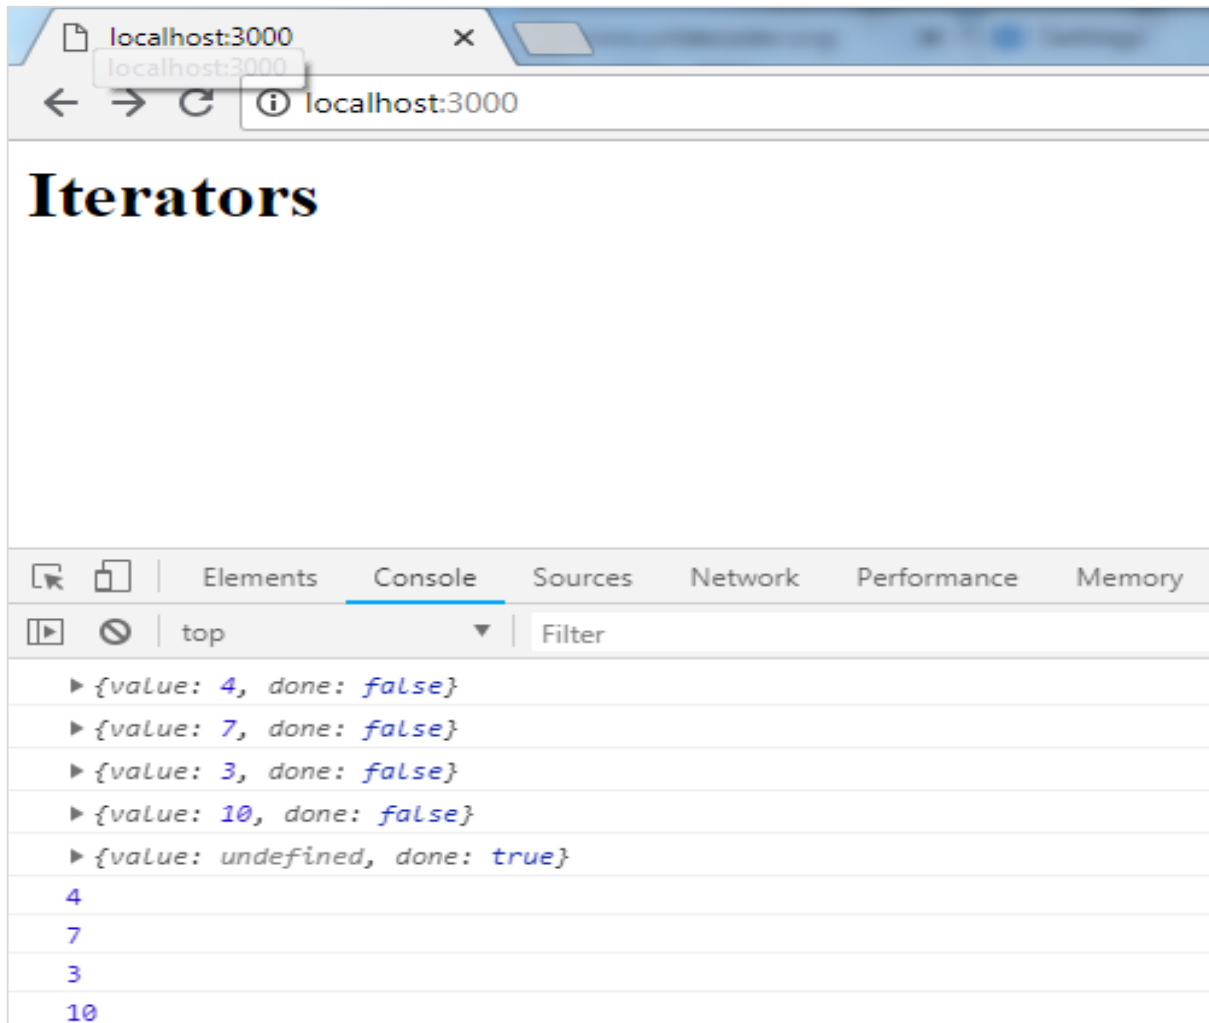 localhost:3000
localhost:3000
localhost:3000
Iterators
Elements Console Sources Network Performance Memory
top Filter
{value: 4, done: false}
{value: 7, done: false}
{value: 3, done: false}
{value: 10, done: false}
{value: undefined, done: true}
4
7
3
10